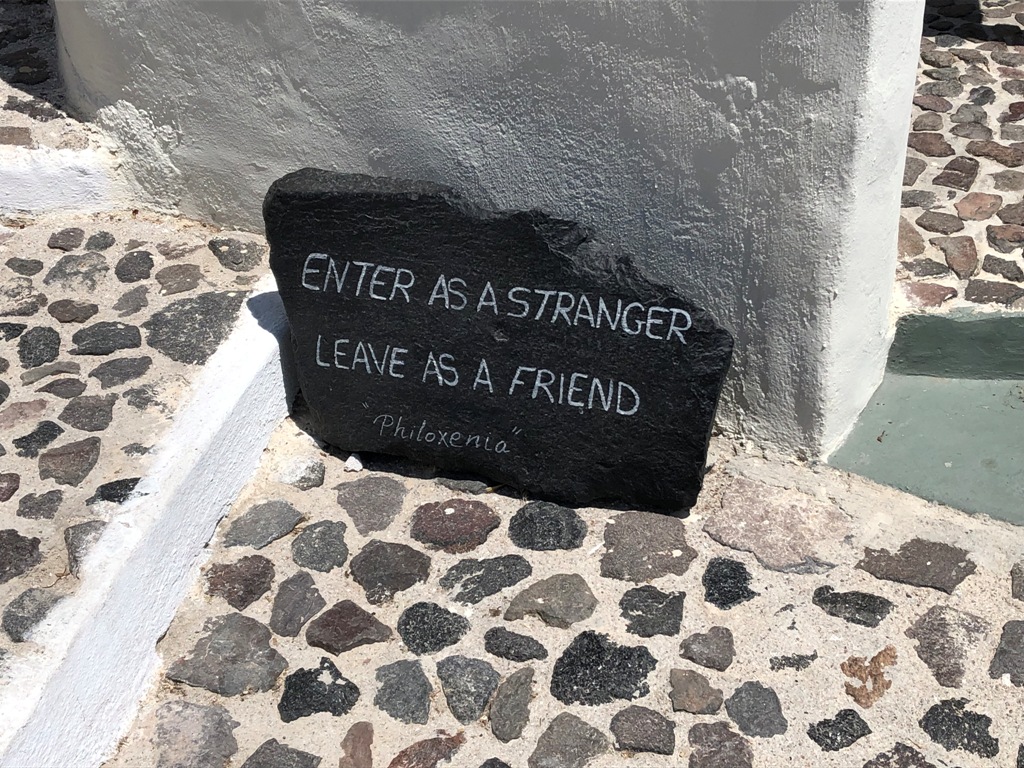 ENTER AS A STRANGER
LEAVE AS A FRIEND
"Philoxenia"